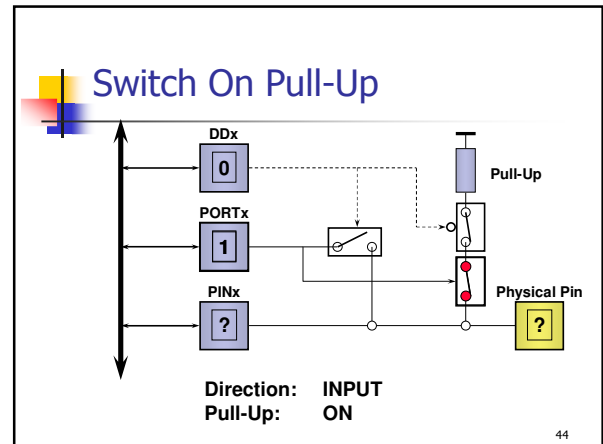 Switch On Pull-Up
DDx
0
Pull-Up
PORTx
1
PINx
Physical Pin
?
?
Direction: INPUT
Pull-Up: ON
44